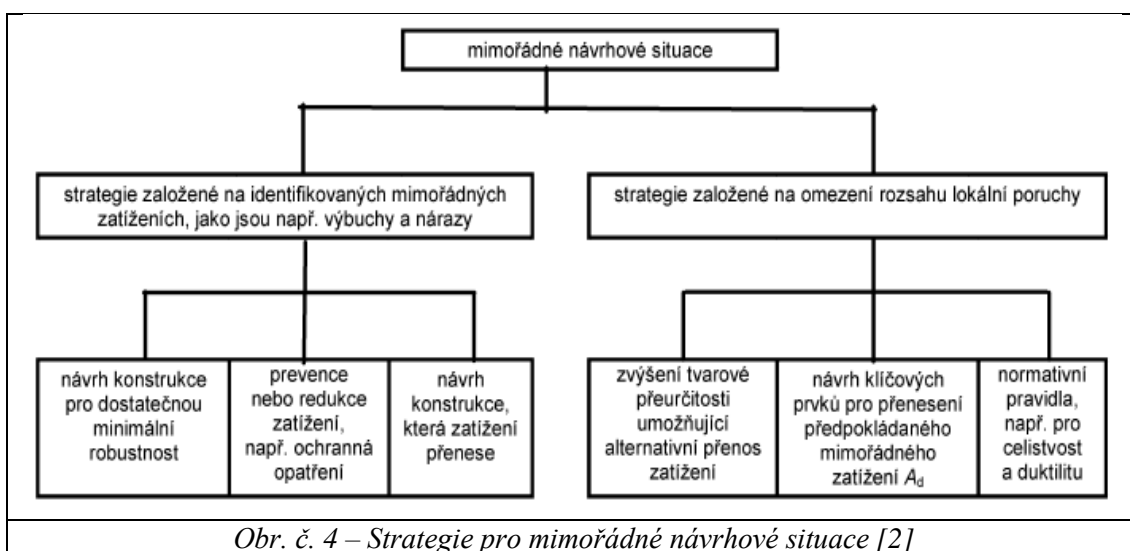 mimořádné návrhové situace
strategie založené na identifikovaných mimořádných
zatíženích, jako jsou např. výbuchy a nárazy
strategie založené na omezení rozsahu lokální poruchy
návrh konstrukce
pro dostatečnou
minimální
robustnost
prevence
nebo redukce
zatížení,
např. ochranná
opatření
návrh
konstrukce,
která zatížení
přenese
zvýšení tvarové
přeurčitosti
umožňující
alternativní přenos
zatížení
návrh klíčových
prvků pro přenesení
předpokládaného
mimořádného
zatížení Ad
normativní
pravidla,
např. pro
celistvost
a duktilitu
Obr. č. 4 – Strategie pro mimořádné návrhové situace [2]